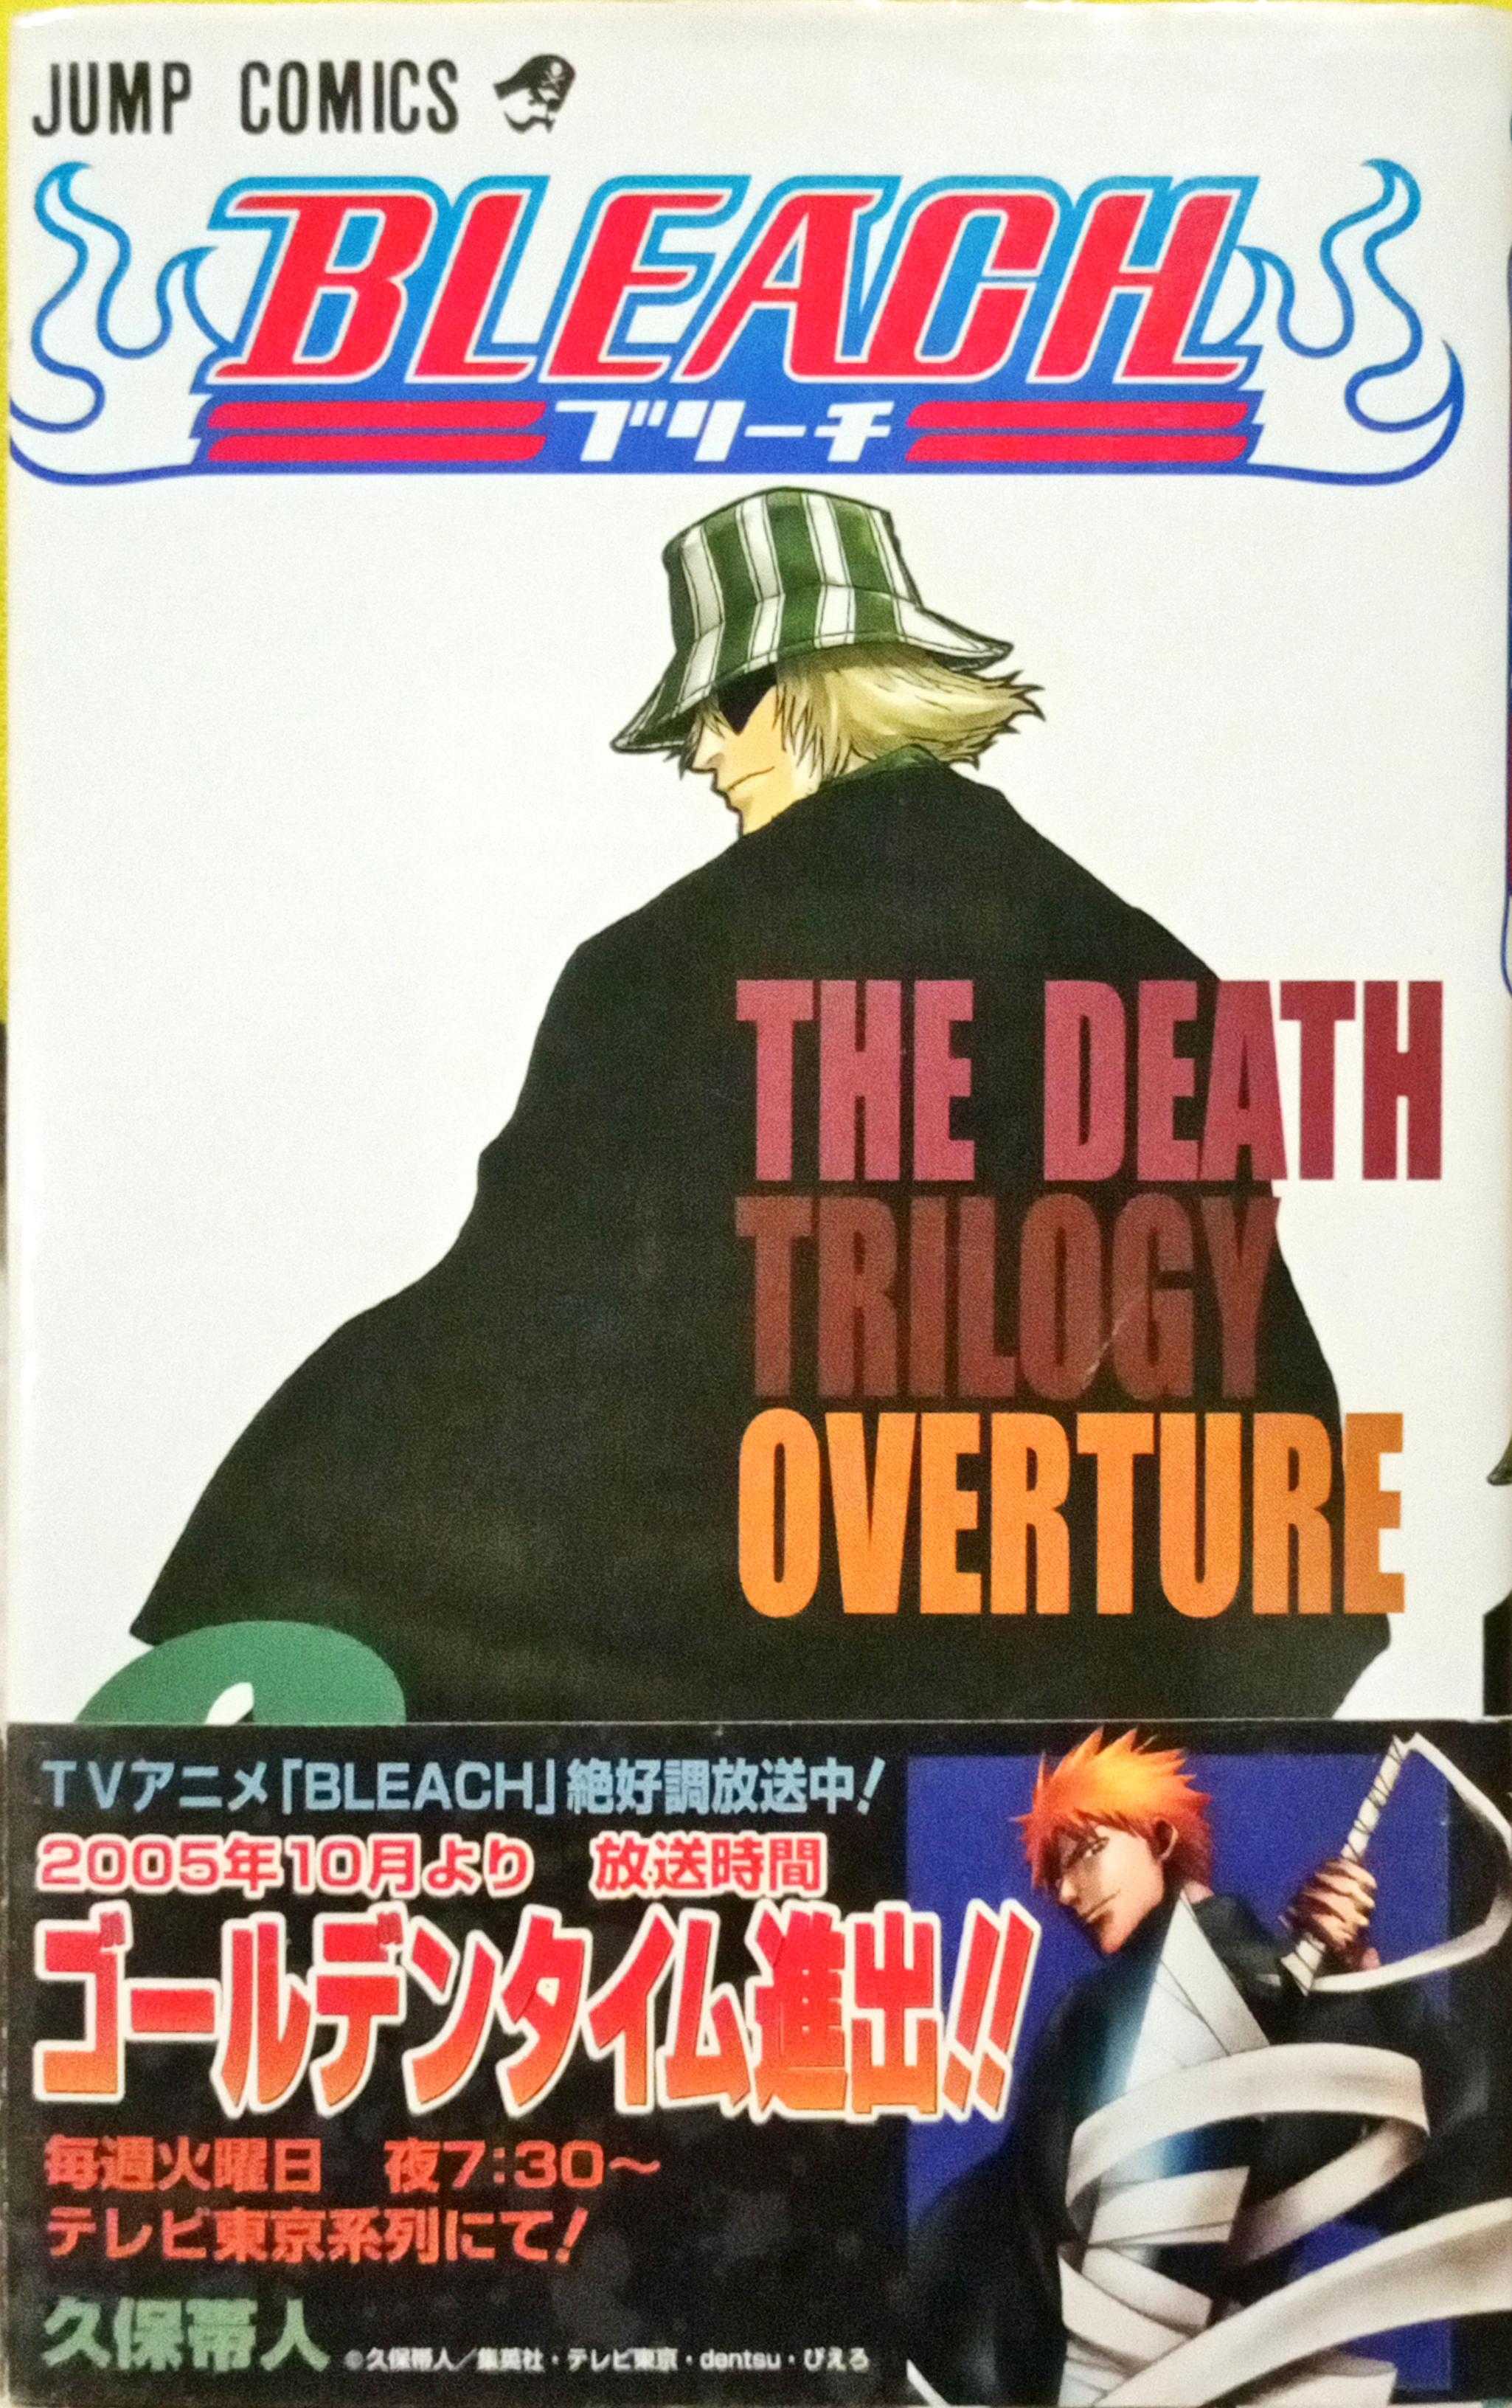 JUMP COMICS
BLEACH
ブリーチ
THE DEATH
TRILOGY
OVERTURE
TVアニメ「BLEACH」絶好調放送中!
2005年10月より 放送時間
ゴールデンタイム進出!!
毎週火曜日 夜7:30～
テレビ東京系列にて!
久保帯人
©久保帯人／集英社・テレビ東京・dentsu・ぴえろ